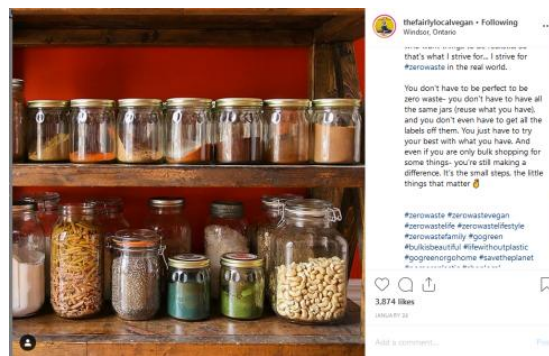 thefairlylocalvegan • Following
Windsor, Ontario
that's what I strive for... I strive for
#zerowaste in the real world.
You don't have to be perfect to be
zero waste- you don't have to have all
the same jars (reuse what you have),
and you don't even have to get all the
labels off them. You just have to try
your best with what you have. And
even if you are only bulk shopping for
some things- you're still making a
difference. It's the small steps, the little
things that matter
#zerowaste #zerowastevegan
#zerowastelife #zerowastelifestyle
#zerowastefamily #gogreen
#bulkisbeautiful #lifewithoutplastic
#gogreenorgohome #savetheplanet
3.874 likes
Add a comment...